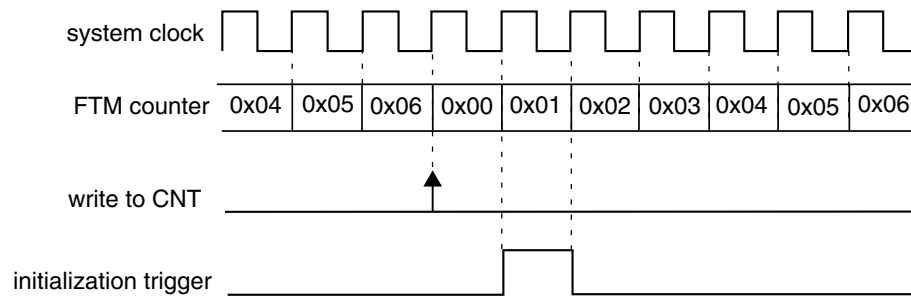 system clock
FTM counter 0x04 0x05 0x06 0x00 0x01 0x02 0x03 0x04 0x05 0x06
write to CNT
initialization trigger